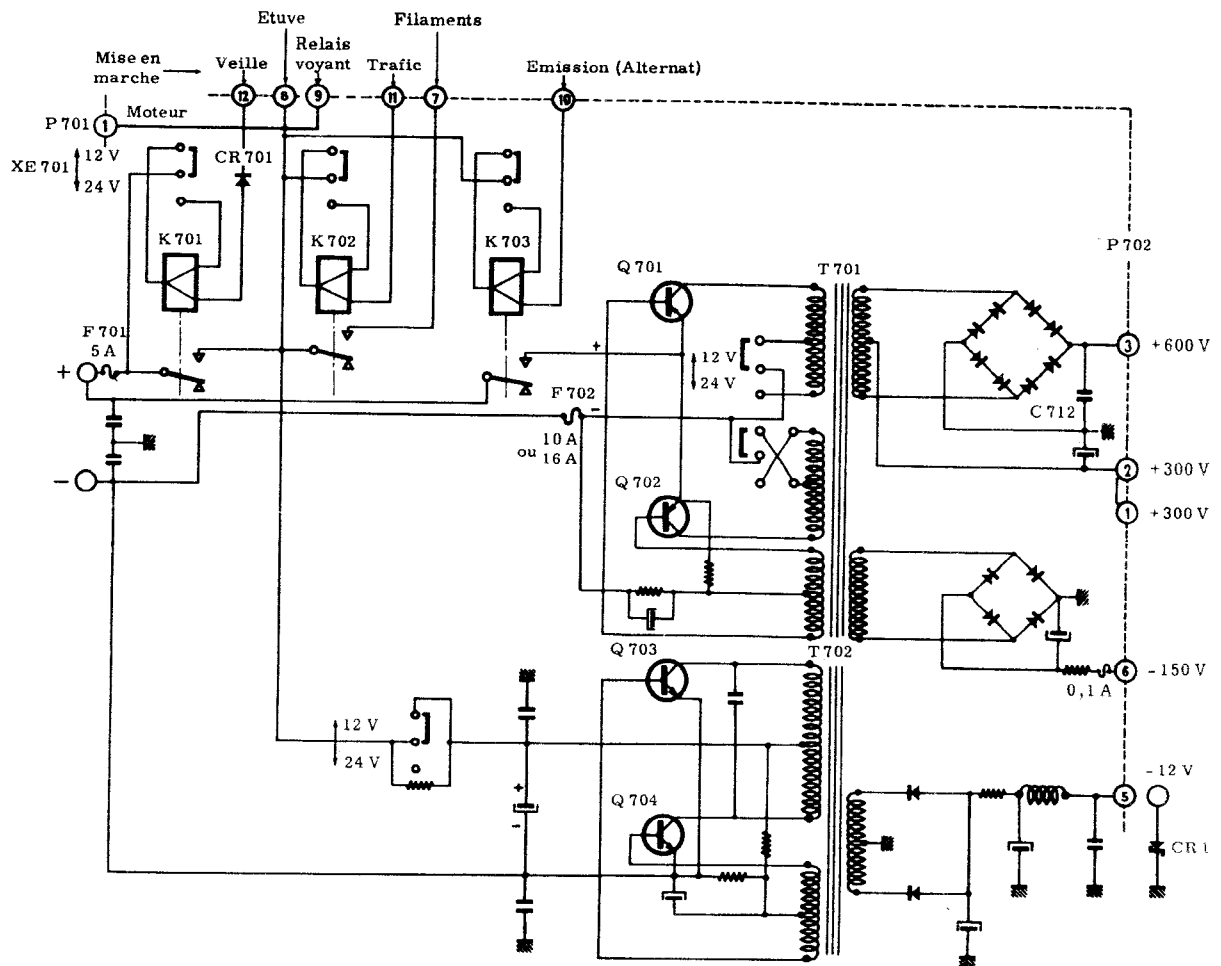 Etuve
Filaments
Relais
voyant
Mise en
marche
Veille
Trafic
Emission (Alternat)
12
8
9
11
7
10
P 701
1
Moteur
XE 701
12 V
24 V
CR 701
K 701
K 702
K 703
P 702
Q 701
T 701
F 701
5 A
+
+
12 V
24 V
3
+ 600 V
F 702
-
C 712
10 A
ou 16 A
-
2
+ 300 V
Q 702
1
+ 300 V
Q 703
T 702
6
- 150 V
0,1 A
12 V
24 V
- 12 V
+
5
-
Q 704
CR 1